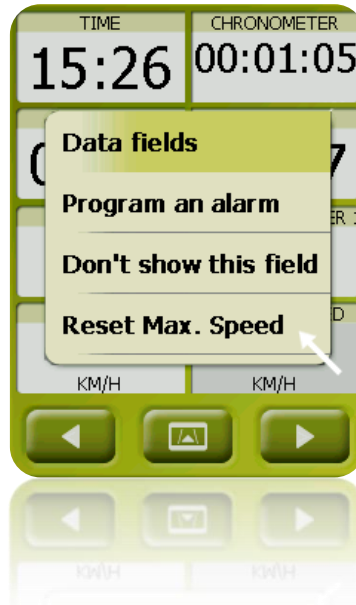 TIME CHRONOMETER
15:26 00:01:05
Data fields
Program an alarm
Don't show this field
Reset Max. Speed
KM/H KM/H